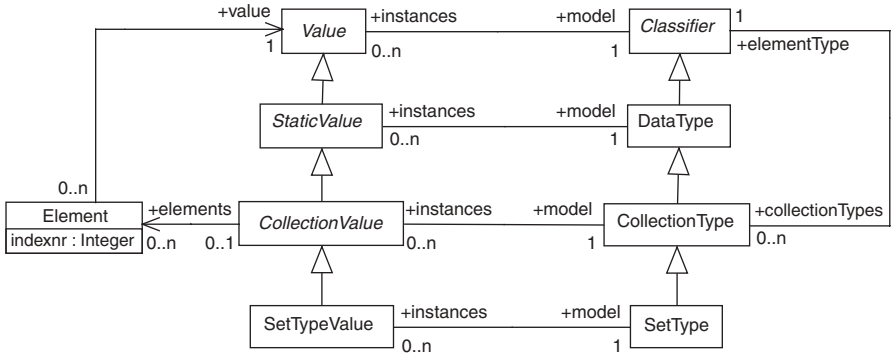 +value
1
Value
+instances
0..n
+model
1
Classifier
1
+elementType
StaticValue
+instances
0..n
+model
1
DataType
0..n
Element
indexnr : Integer
+elements
0..n
0..1
CollectionValue
+instances
0..n
+model
1
CollectionType
+collectionTypes
0..n
SetTypeValue
+instances
0..n
+model
1
SetType